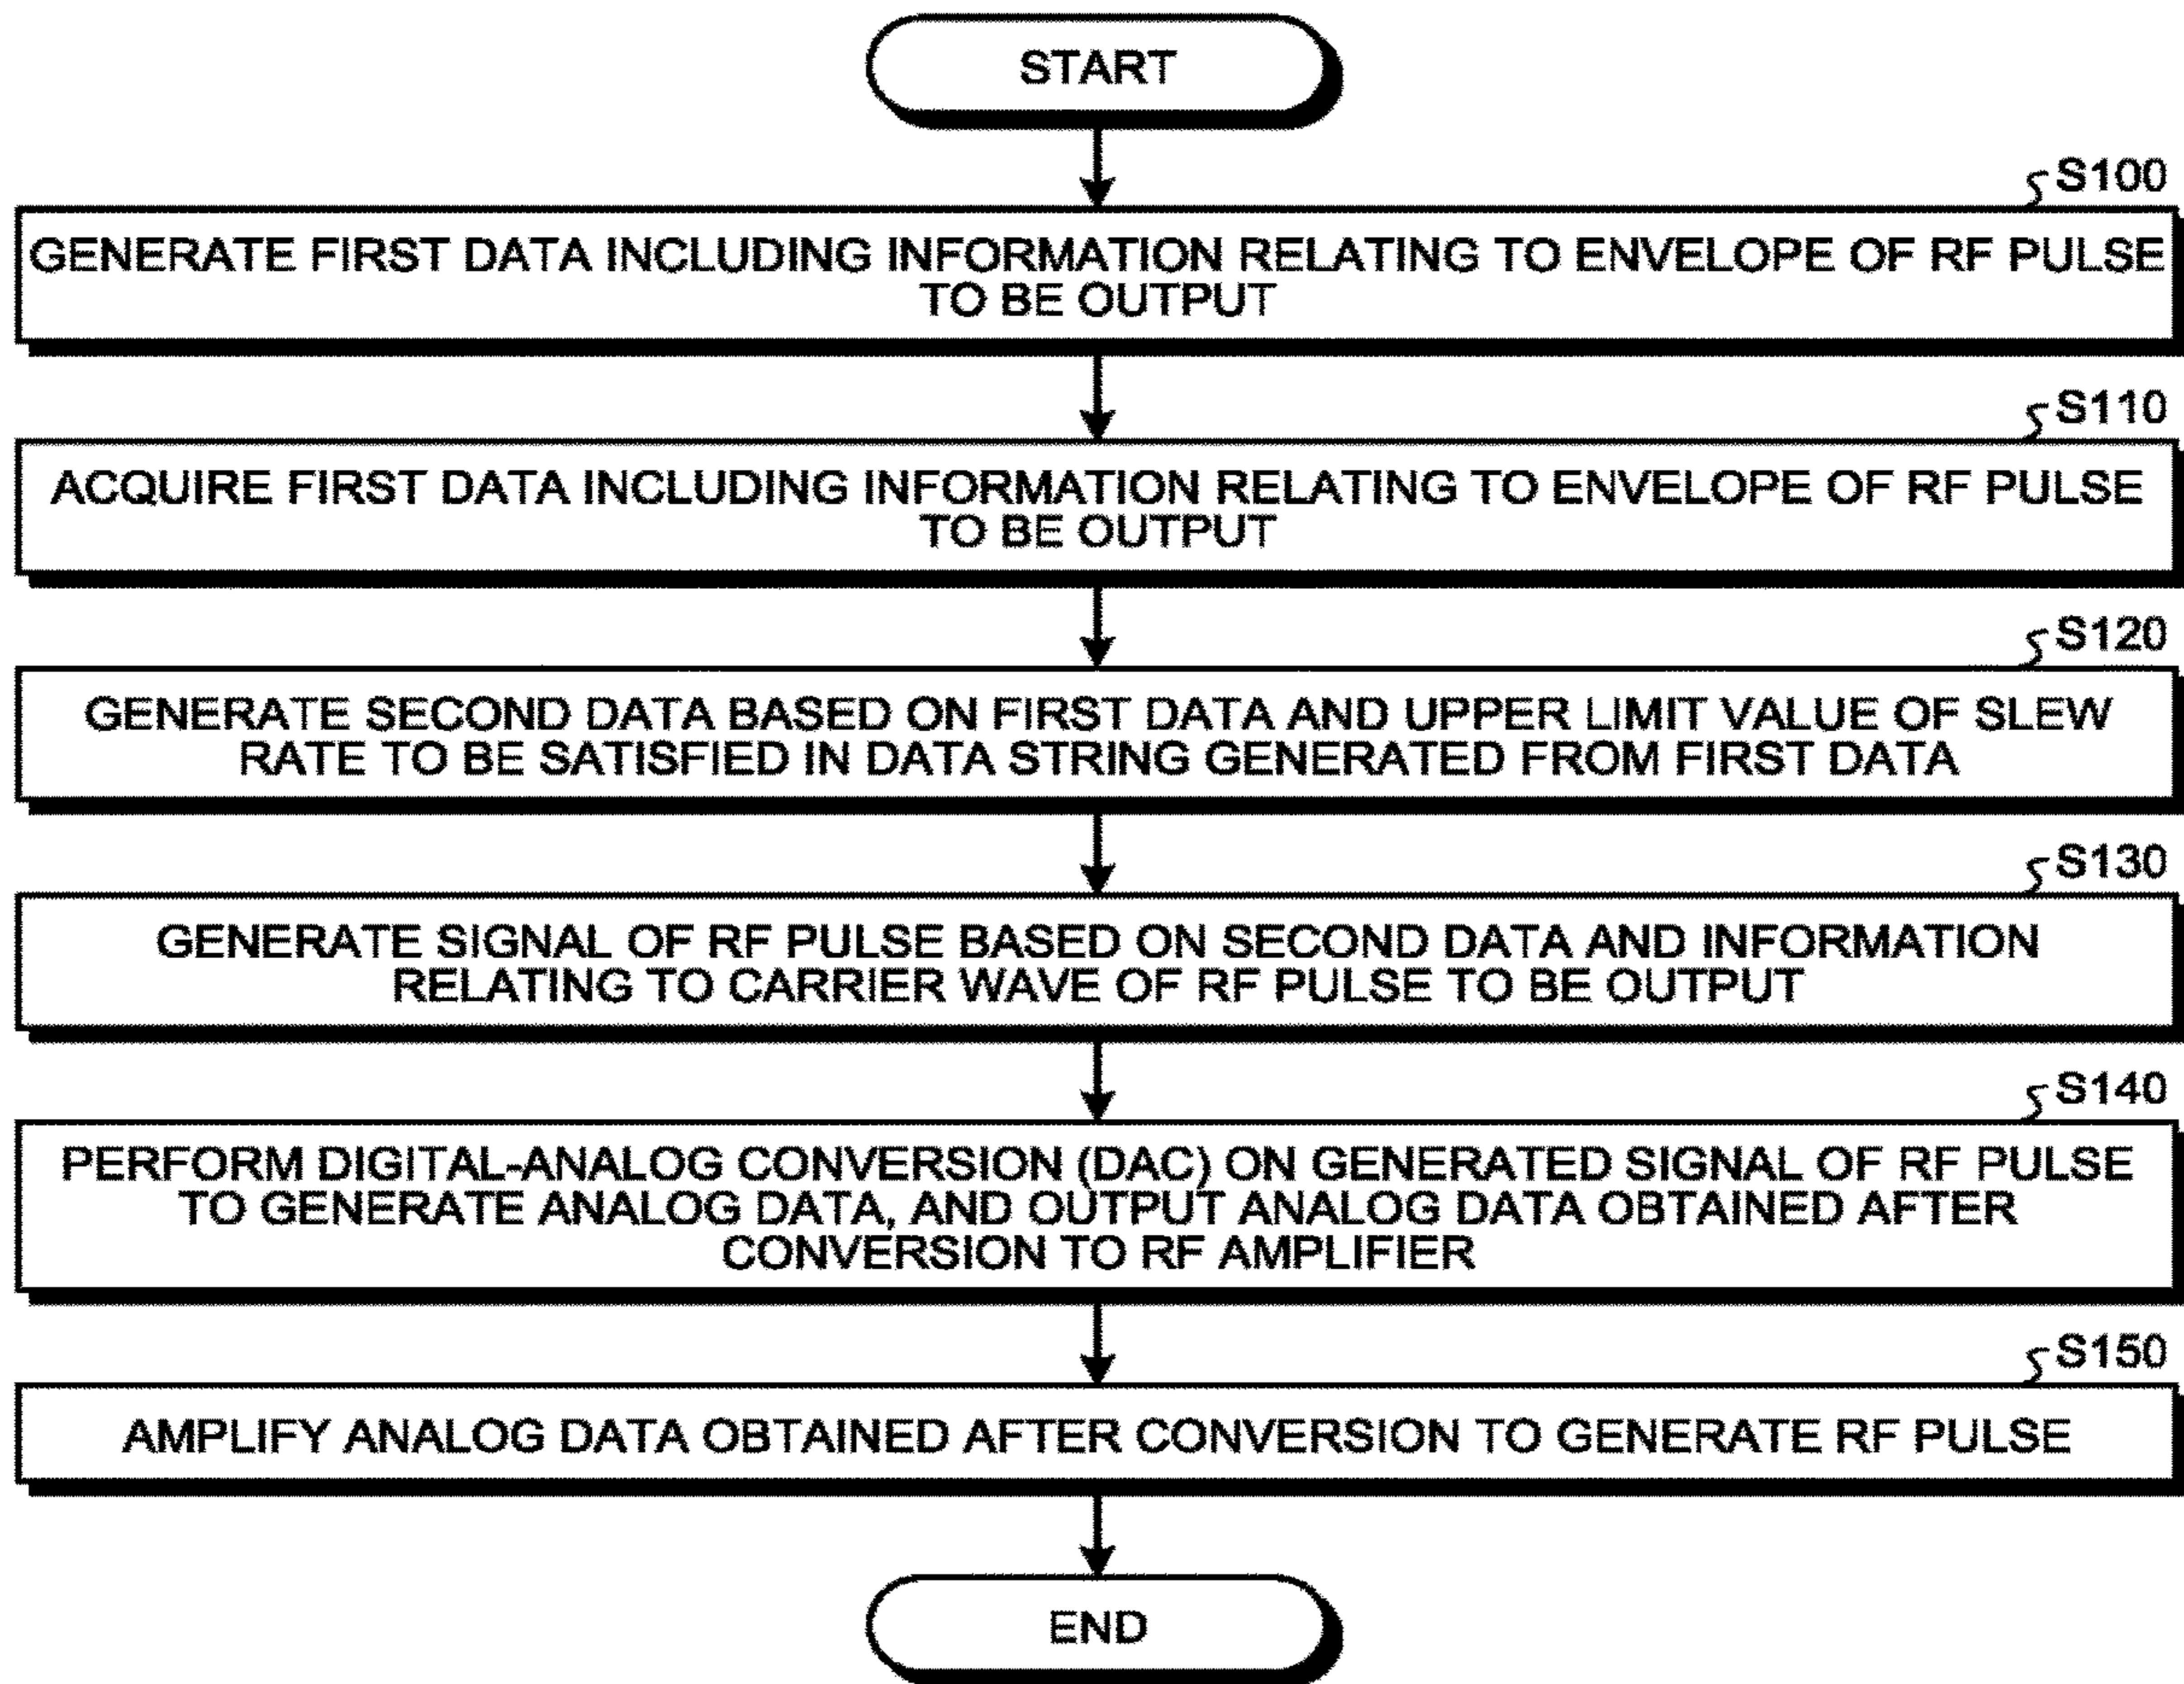 START
S100
GENERATE FIRST DATA INCLUDING INFORMATION RELATING TO ENVELOPE OF RF PULSE
TO BE OUTPUT
S110
ACQUIRE FIRST DATA INCLUDING INFORMATION RELATING TO ENVELOPE OF RF PULSE
TO BE OUTPUT
S120
GENERATE SECOND DATA BASED ON FIRST DATA AND UPPER LIMIT VALUE OF SLEW
RATE TO BE SATISFIED IN DATA STRING GENERATED FROM FIRST DATA
S130
GENERATE SIGNAL OF RF PULSE BASED ON SECOND DATA AND INFORMATION
RELATING TO CARRIER WAVE OF RF PULSE TO BE OUTPUT
S140
PERFORM DIGITAL-ANALOG CONVERSION (DAC) ON GENERATED SIGNAL OF RF PULSE
TO GENERATE ANALOG DATA, AND OUTPUT ANALOG DATA OBTAINED AFTER
CONVERSION TO RF AMPLIFIER
S150
AMPLIFY ANALOG DATA OBTAINED AFTER CONVERSION TO GENERATE RF PULSE
END